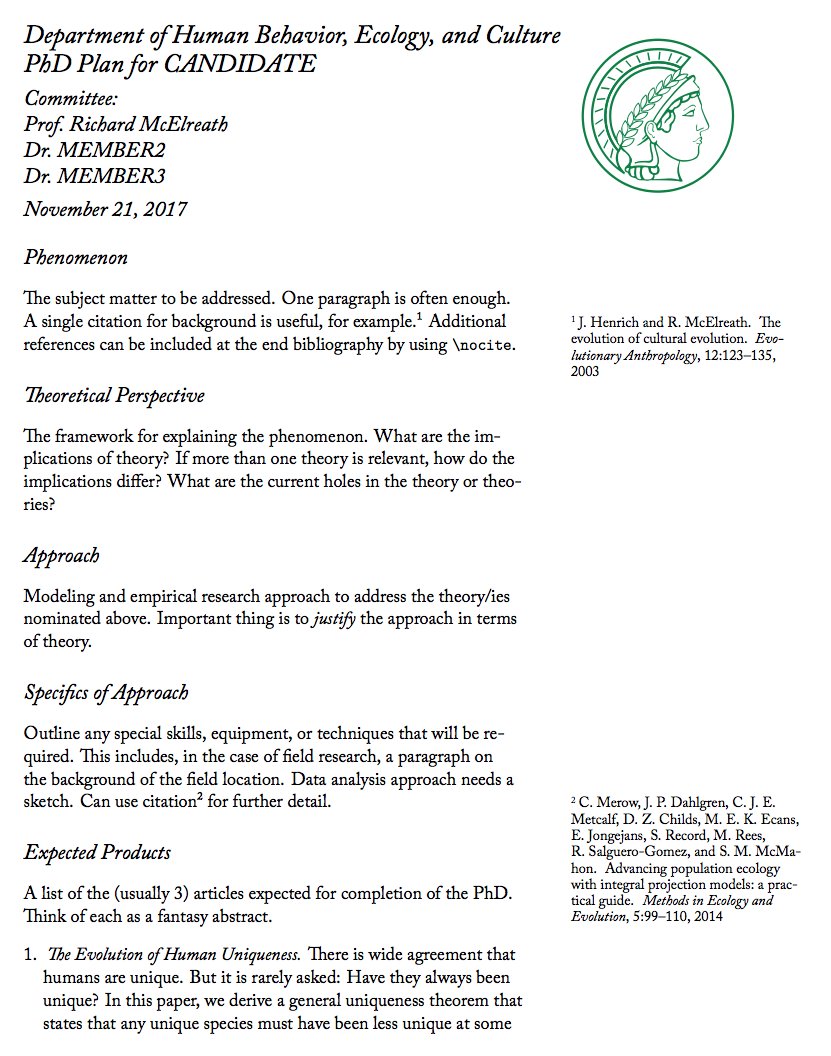 Department of Human Behavior, Ecology, and Culture
PhD Plan for CANDIDATE
Committee:
Prof. Richard McElreath
Dr. MEMBER2
Dr. MEMBER3
November 21, 2017
Phenomenon
The subject matter to be addressed. One paragraph is often enough.
A single citation for background is useful, for example.¹ Additional
references can be included at the end bibliography by using \nocite.
¹ J. Henrich and R. McElreath. The
evolution of cultural evolution. Evo-
lutionary Anthropology, 12:123–135,
2003
Theoretical Perspective
The framework for explaining the phenomenon. What are the im-
plications of theory? If more than one theory is relevant, how do the
implications differ? What are the current holes in the theory or theo-
ries?
Approach
Modeling and empirical research approach to address the theory/ies
nominated above. Important thing is to justify the approach in terms
of theory.
Specifics of Approach
Outline any special skills, equipment, or techniques that will be re-
quired. This includes, in the case of field research, a paragraph on
the background of the field location. Data analysis approach needs a
sketch. Can use citation² for further detail.
² C. Merow, J. P. Dahlgren, C. J. E.
Metcalf, D. Z. Childs, M. E. K. Ecans,
E. Jongejans, S. Record, M. Rees,
R. Salguero-Gomez, and S. M. McMa-
hon. Advancing population ecology
with integral projection models: a prac-
tical guide. Methods in Ecology and
Evolution, 5:99–110, 2014
Expected Products
A list of the (usually 3) articles expected for completion of the PhD.
Think of each as a fantasy abstract.
1. The Evolution of Human Uniqueness. There is wide agreement that
humans are unique. But it is rarely asked: Have they always been
unique? In this paper, we derive a general uniqueness theorem that
states that any unique species must have been less unique at some